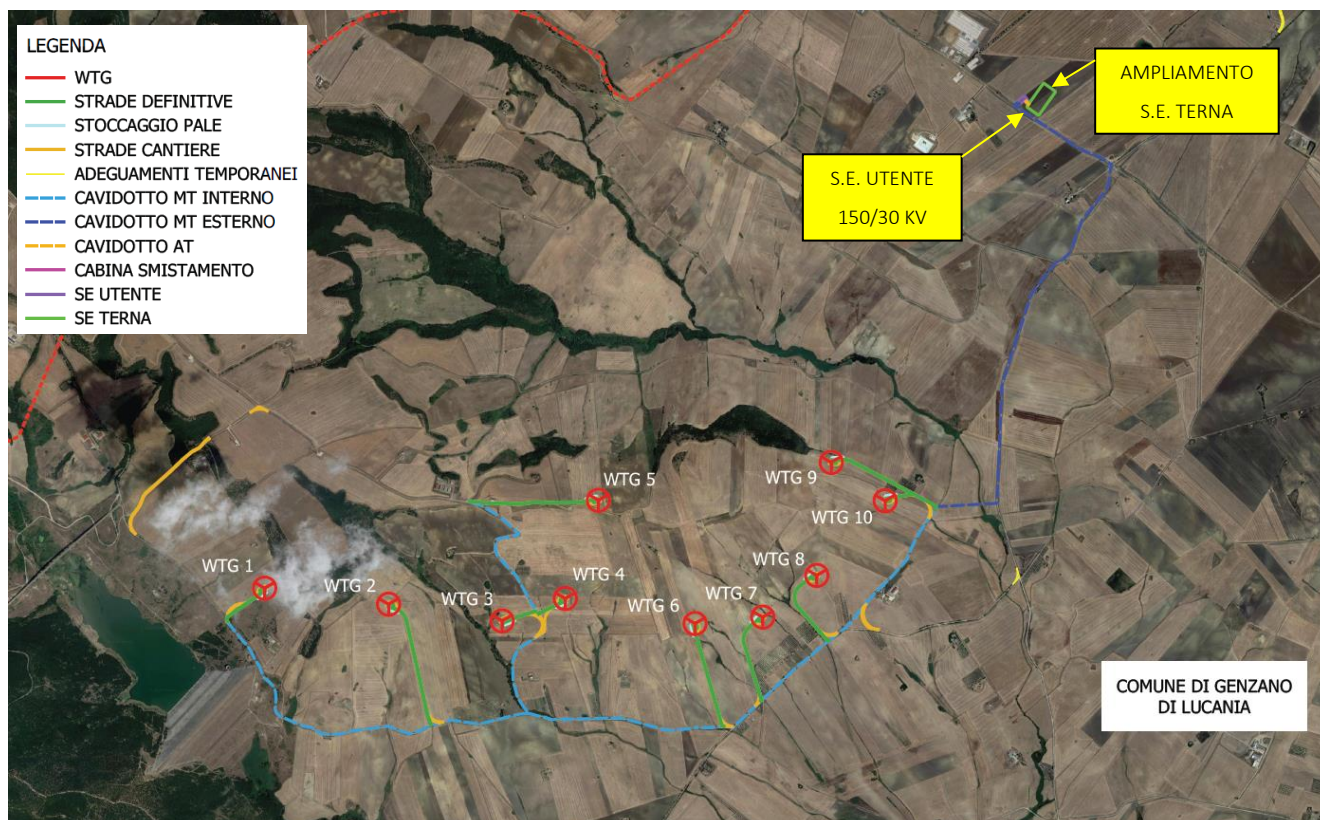 LEGENDA
WTG
STRADE DEFINITIVE
STOCCAGGIO PALE
STRADE CANTIERE
ADEGUAMENTI TEMPORANEI
CAVIDOTTO MT INTERNO
CAVIDOTTO MT ESTERNO
CAVIDOTTO AT
CABINA SMISTAMENTO
SE UTENTE
SE TERNA
AMPLIAMENTO
S.E. TERNA
S.E. UTENTE
150/30 KV
WTG 5
WTG 9
WTG 10
WTG 8
WTG 1
WTG 2
WTG 4
WTG 3
WTG 6
WTG 7
COMUNE DI GENZANO
DI LUCANIA